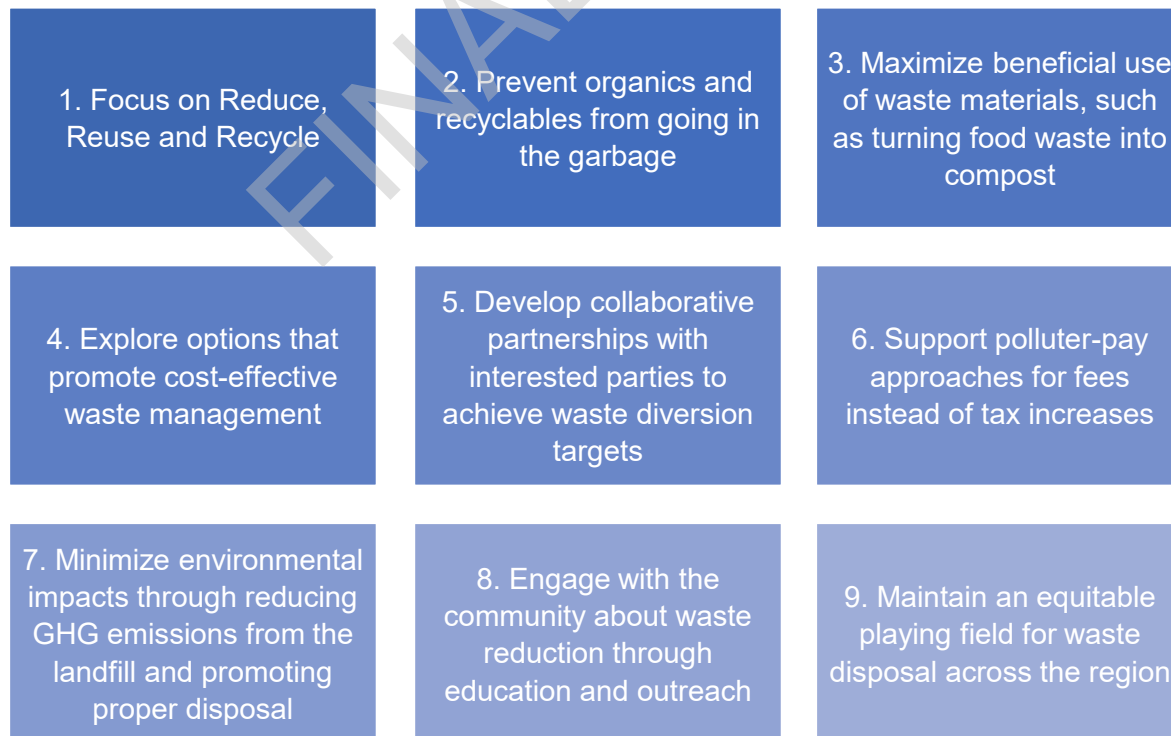 1. Focus on Reduce,
Reuse and Recycle
2. Prevent organics and
recyclables from going in
the garbage
3. Maximize beneficial use
of waste materials, such
as turning food waste into
compost
4. Explore options that
promote cost-effective
waste management
5. Develop collaborative
partnerships with
interested parties to
achieve waste diversion
targets
6. Support polluter-pay
approaches for fees
instead of tax increases
7. Minimize environmental
impacts through reducing
GHG emissions from the
landfill and promoting
proper disposal
8. Engage with the
community about waste
reduction through
education and outreach
9. Maintain an equitable
playing field for waste
disposal across the region